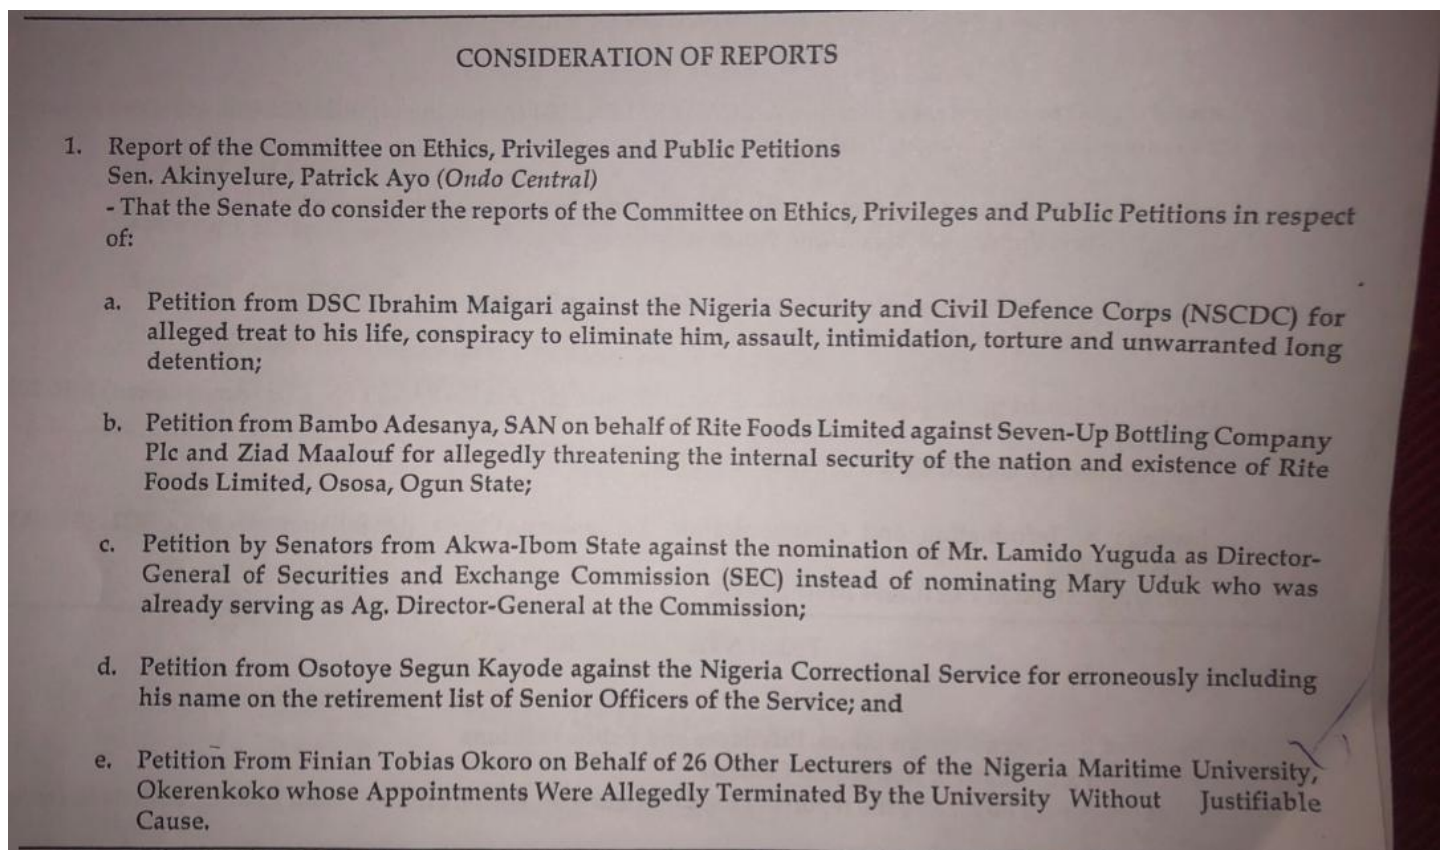 CONSIDERATION OF REPORTS
1. Report of the Committee on Ethics, Privileges and Public Petitions
Sen. Akinyelure, Patrick Ayo (Ondo Central)
- That the Senate do consider the reports of the Committee on Ethics, Privileges and Public Petitions in respect
of:
a. Petition from DSC Ibrahim Maigari against the Nigeria Security and Civil Defence Corps (NSCDC) for
alleged treat to his life, conspiracy to eliminate him, assault, intimidation, torture and unwarranted long
detention;
b. Petition from Bambo Adesanya, SAN on behalf of Rite Foods Limited against Seven-Up Bottling Company
Plc and Ziad Maalouf for allegedly threatening the internal security of the nation and existence of Rite
Foods Limited, Ososa, Ogun State;
c. Petition by Senators from Akwa-Ibom State against the nomination of Mr. Lamido Yuguda as Director-
General of Securities and Exchange Commission (SEC) instead of nominating Mary Uduk who was
already serving as Ag. Director-General at the Commission;
d. Petition from Osotoye Segun Kayode against the Nigeria Correctional Service for erroneously including
his name on the retirement list of Senior Officers of the Service; and
e. Petition From Finian Tobias Okoro on Behalf of 26 Other Lecturers of the Nigeria Maritime University,
Okerenkoko whose Appointments Were Allegedly Terminated By the University Without Justifiable
Cause.